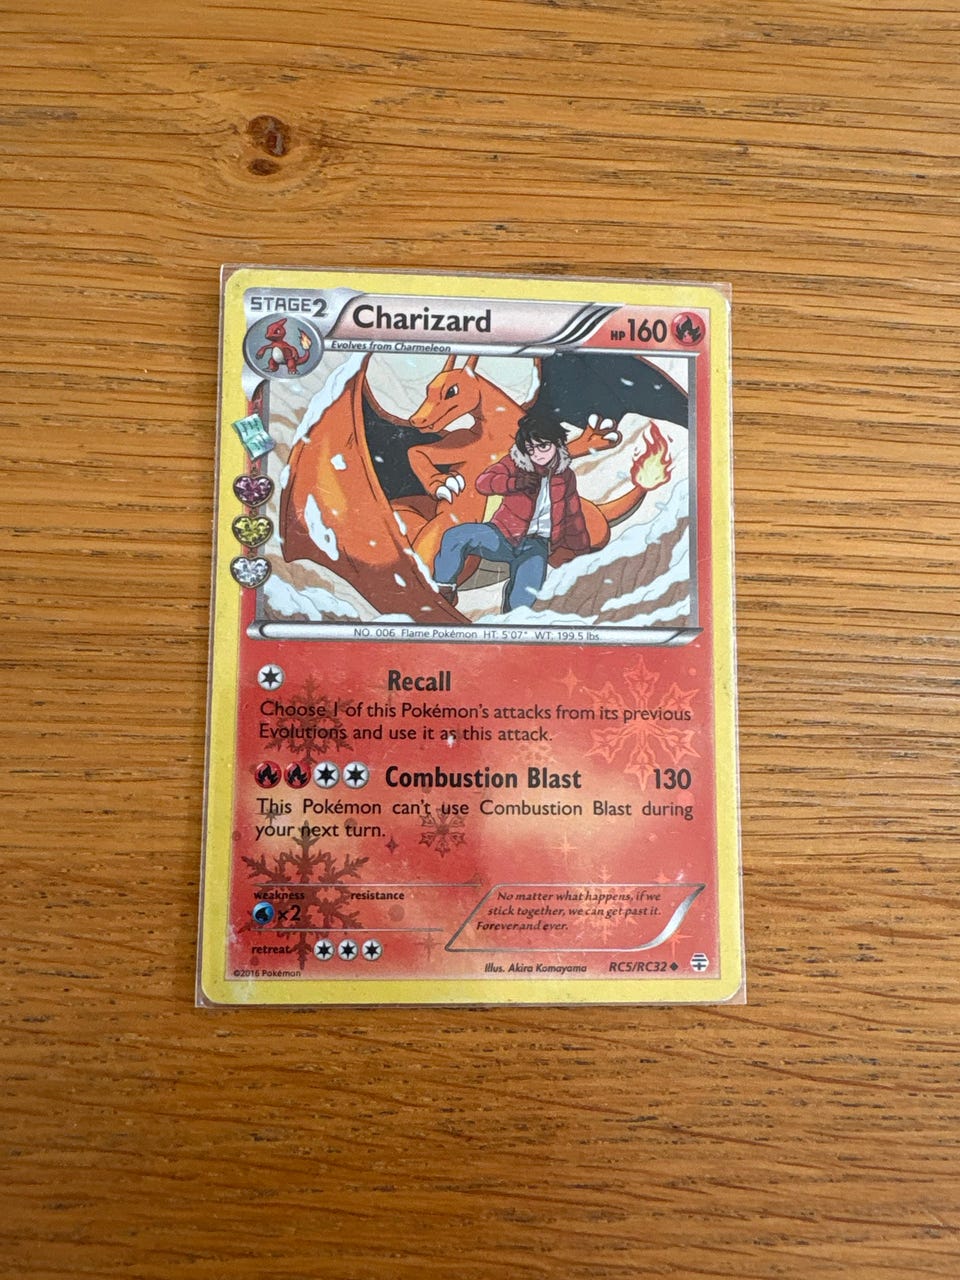 STAGE2
Charizard
HP160
Evolves from Charmeleon
NO. 006 Flame Pokémon HT: 5'07" WT: 199.5 lbs.
Recall
Choose 1 of this Pokémon's attacks from its previous
Evolutions and use it as this attack.
Combustion Blast 130
This Pokémon can't use Combustion Blast during
your next turn.
weakness resistance
×2
No matter what happens, if we
stick together, we can get past it.
Forever and ever.
retreat
©2016 Pokémon
Illus. Akira Komayama
RC5/RC32